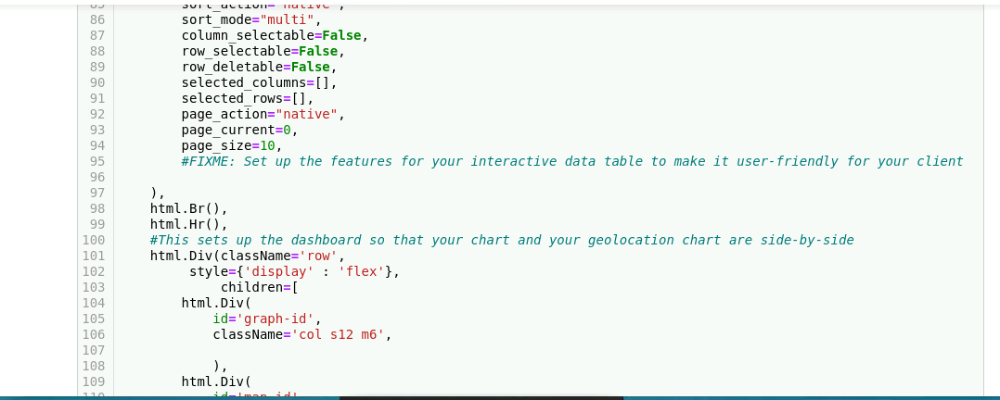 85 sort_action="native",
86 sort_mode="multi",
87 column_selectable=False,
88 row_selectable=False,
89 row_deletable=False,
90 selected_columns=[],
91 selected_rows=[],
92 page_action="native",
93 page_current=0,
94 page_size=10,
95 #FIXME: Set up the features for your interactive data table to make it user-friendly for your client
96
97 ),
98 html.Br(),
99 html.Hr(),
100 #This sets up the dashboard so that your chart and your geolocation chart are side-by-side
101 html.Div(className='row',
102 style={'display' : 'flex'},
103 children=[
104 html.Div(
105 id='graph-id',
106 className='col s12 m6',
107
108 ),
109 html.Div(
110 id='map-id'